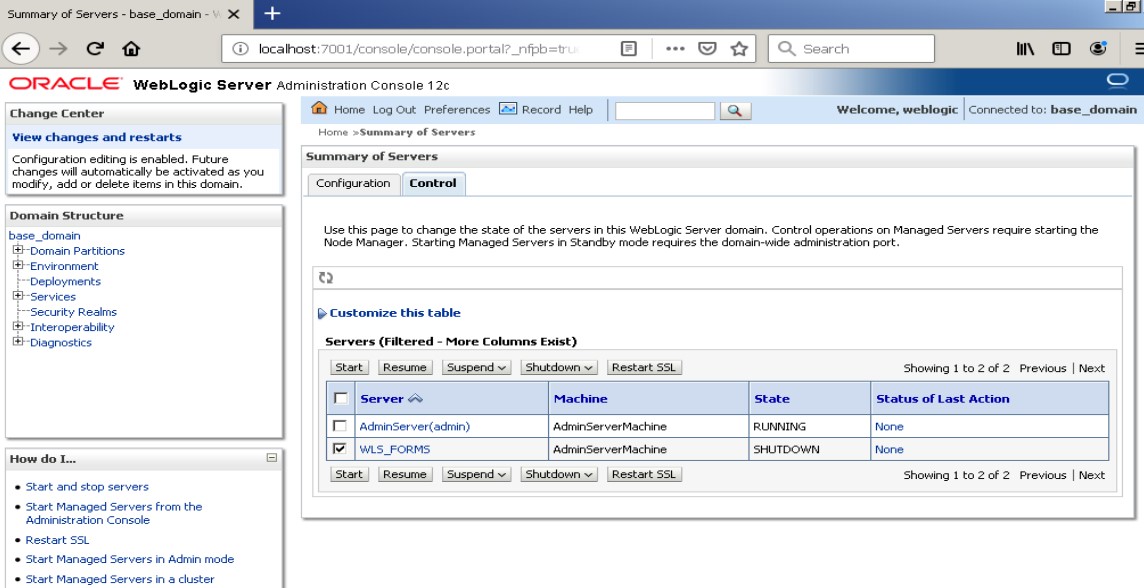 Summary of Servers - base_domain - W
localhost:7001/console/console.portal?_nfpb=tru
Search
ORACLE WebLogic Server Administration Console 12c
Change Center
View changes and restarts
Configuration editing is enabled. Future
changes will automatically be activated as you
modify, add or delete items in this domain.
Domain Structure
base_domain
Domain Partitions
Environment
Deployments
Services
Security Realms
Interoperability
Diagnostics
How do I...
Start and stop servers
Start Managed Servers from the
Administration Console
Restart SSL
Start Managed Servers in Admin mode
Start Managed Servers in a cluster
Home Log Out Preferences Record Help
Welcome, weblogic Connected to: base_domain
Home >Summary of Servers
Summary of Servers
Configuration Control
Use this page to change the state of the servers in this WebLogic Server domain. Control operations on Managed Servers require starting the
Node Manager. Starting Managed Servers in Standby mode requires the domain-wide administration port.
Customize this table
Servers (Filtered - More Columns Exist)
Start Resume Suspend Shutdown Restart SSL Showing 1 to 2 of 2 Previous | Next
Server Machine State Status of Last Action
AdminServer(admin) AdminServerMachine RUNNING None
WLS_FORMS AdminServerMachine SHUTDOWN None
Start Resume Suspend Shutdown Restart SSL Showing 1 to 2 of 2 Previous | Next